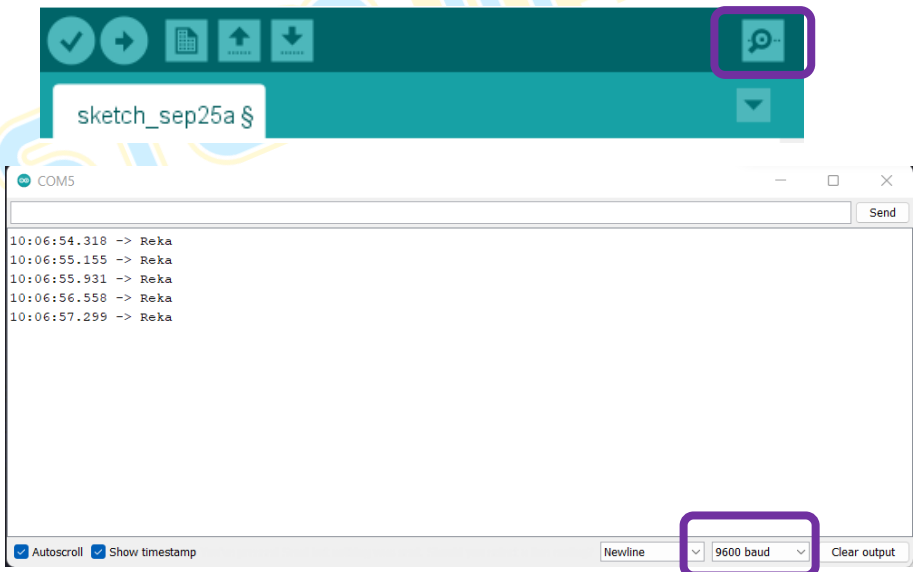 sketch_sep25a §
COM5
Send
10:06:54.318 -> Reka
10:06:55.155 -> Reka
10:06:55.931 -> Reka
10:06:56.558 -> Reka
10:06:57.299 -> Reka
Autoscroll Show timestamp Newline 9600 baud Clear output